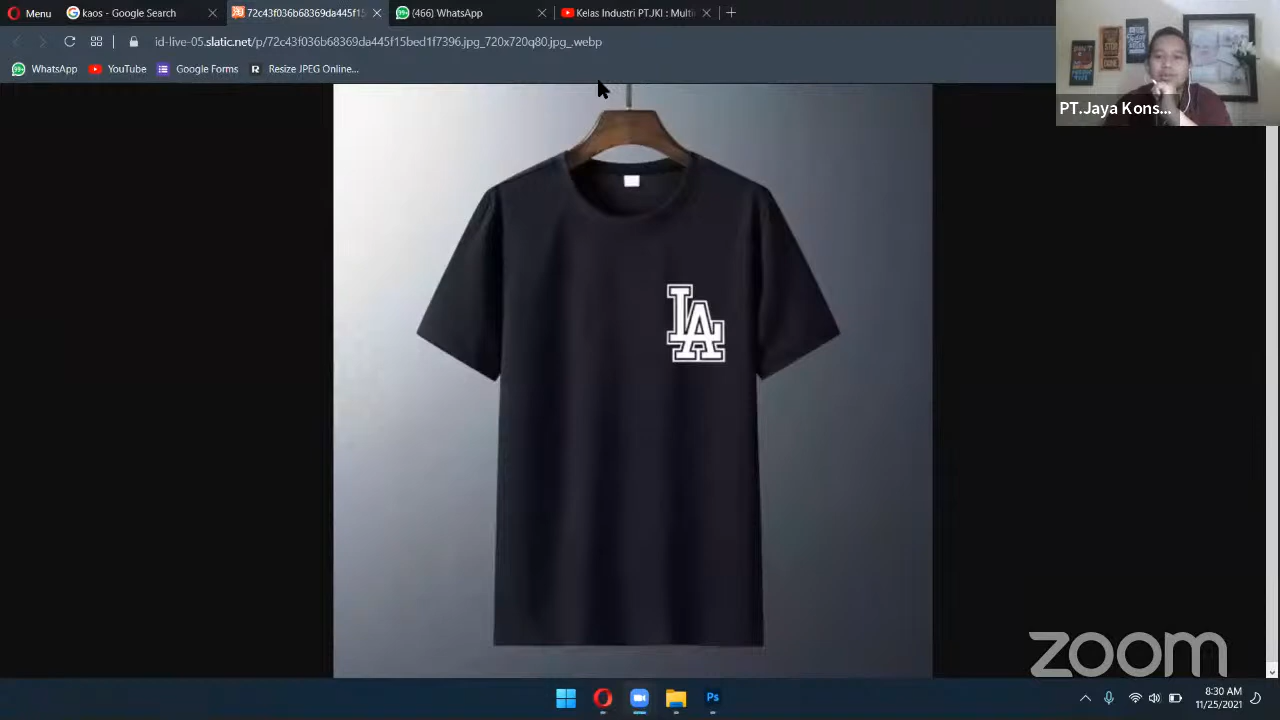 Menu
kaos - Google Search
72c43f036b68369da445f15
(466) WhatsApp
Kelas Industri PT.JKI : Multi
id-live-05.slatic.net/p/72c43f036b68369da445f15bed1f7396.jpg_720x720q80.jpg_.webp
WhatsApp
YouTube
Google Forms
Resize JPEG Online...
PT.Jaya Kons...
LA
zoom
Ps
8:30 AM
11/25/2021